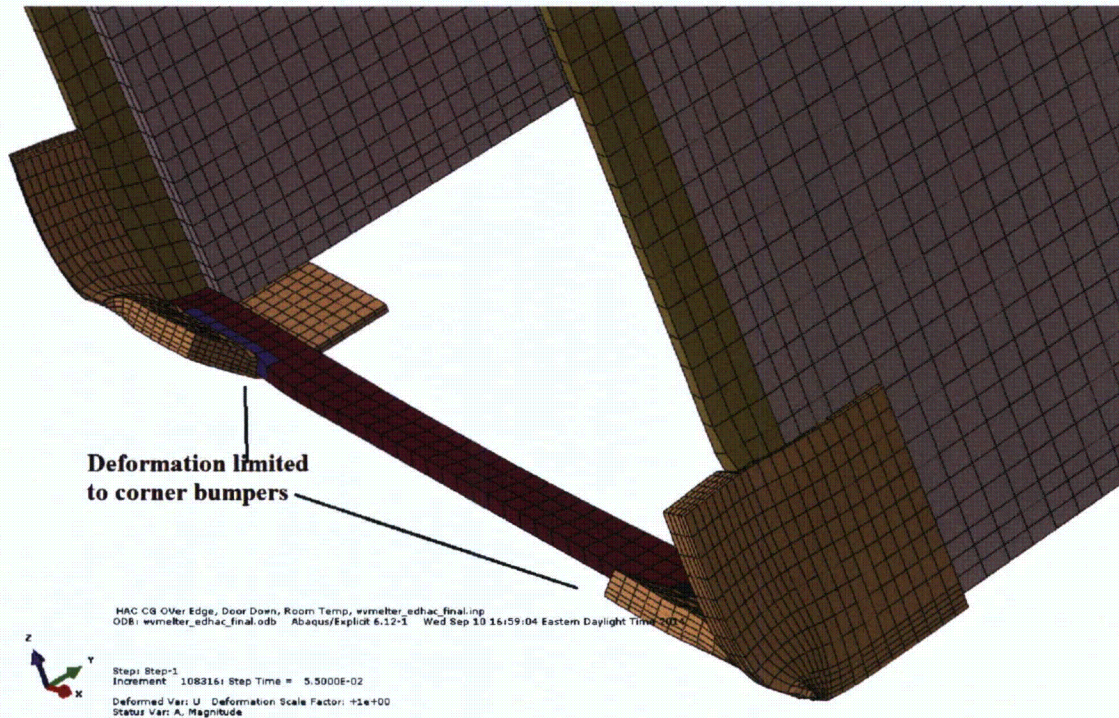 Deformation limited
to corner bumpers
HAC CG OVer Edge, Door Down, Room Temp, wvmelter_edhac_final.inp
ODB: wvmelter_edhac_final.odb Abaqus/Explicit 6.12-1 Wed Sep 10 16:59:04 Eastern Daylight Time
Z
Y
X
Step: Step-1
Increment 108316: Step Time = 5.5000E-02
Deformed Var: U Deformation Scale Factor: +1e+00
Status Var: A, Magnitude